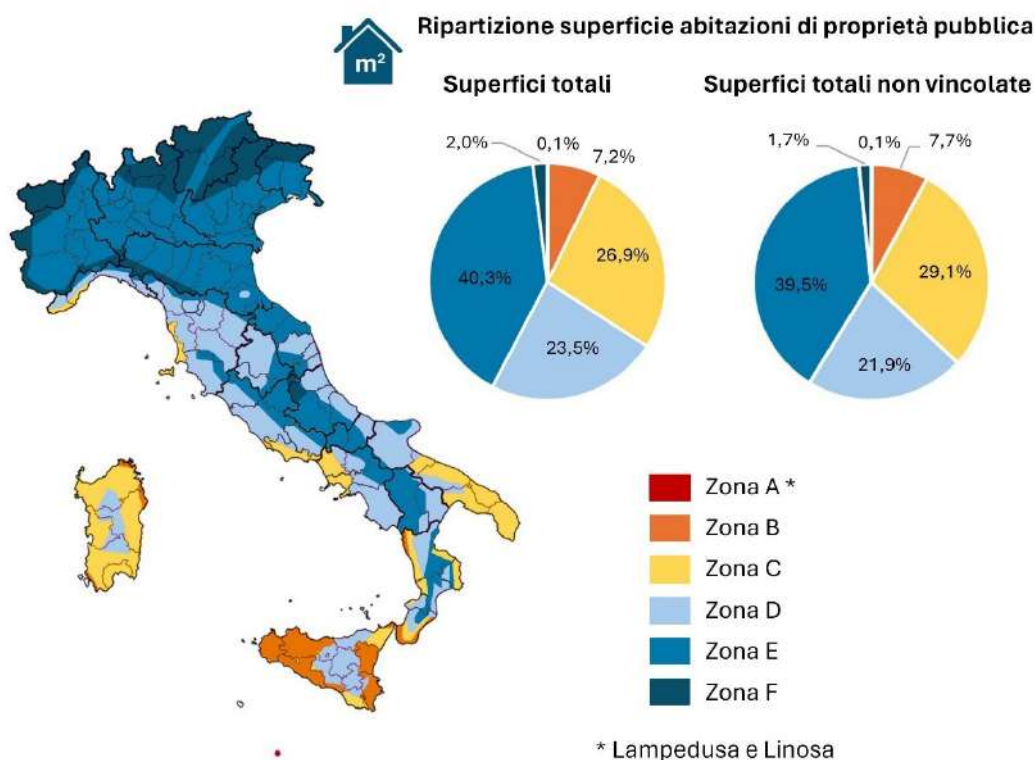 Ripartizione superficie abitazioni di proprietà pubblica
m²
Superfici totali
Superfici totali non vincolate
2,0%
0,1%
7,2%
26,9%
40,3%
23,5%
1,7%
0,1%
7,7%
29,1%
39,5%
21,9%
Zona A *
Zona B
Zona C
Zona D
Zona E
Zona F
* Lampedusa e Linosa